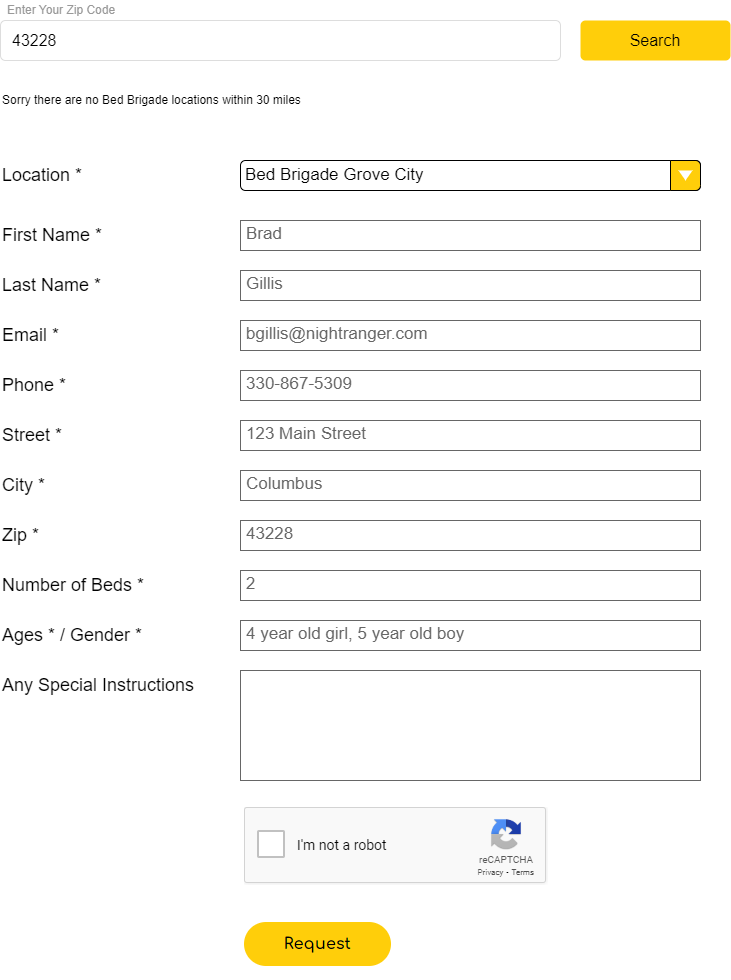 Enter Your Zip Code
43228
Search
Sorry there are no Bed Brigade locations within 30 miles
Location * Bed Brigade Grove City
First Name * Brad
Last Name * Gillis
Email * bgillis@nightranger.com
Phone * 330-867-5309
Street * 123 Main Street
City * Columbus
Zip * 43228
Number of Beds * 2
Ages * / Gender * 4 year old girl, 5 year old boy
Any Special Instructions
I'm not a robot
reCAPTCHA
Privacy - Terms
Request